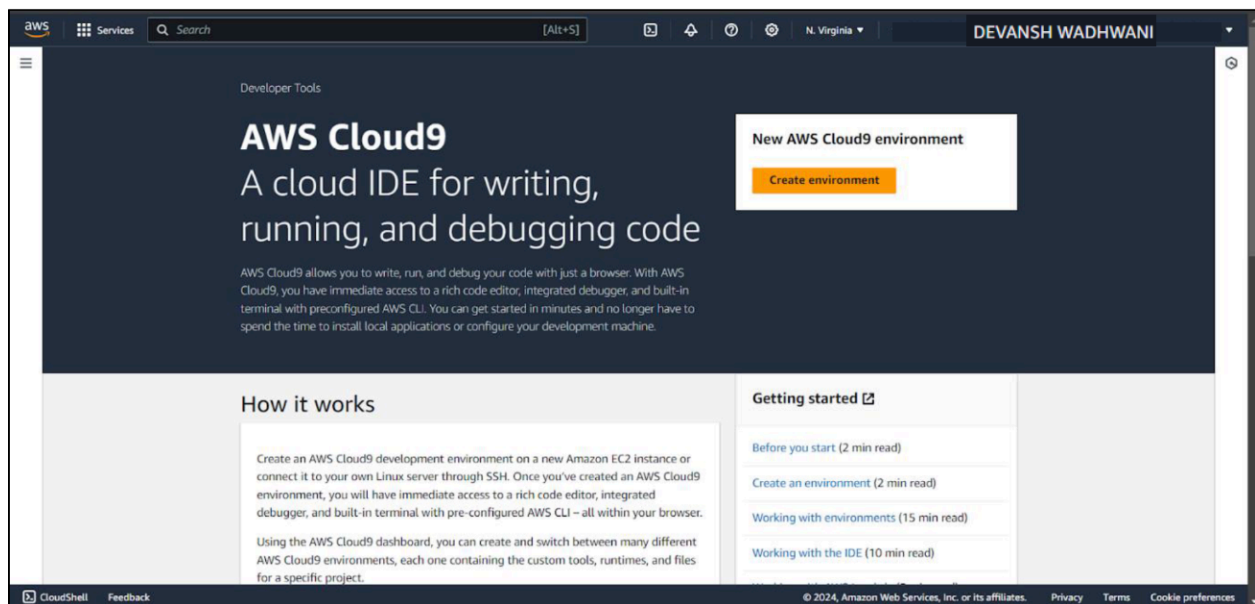 aws Services Search [Alt+S] N. Virginia DEVANSH WADHWANI
Developer Tools
AWS Cloud9
A cloud IDE for writing,
running, and debugging code
AWS Cloud9 allows you to write, run, and debug your code with just a browser. With AWS
Cloud9, you have immediate access to a rich code editor, integrated debugger, and built-in
terminal with preconfigured AWS CLI. You can get started in minutes and no longer have to
spend the time to install local applications or configure your development machine.
New AWS Cloud9 environment
Create environment
How it works
Create an AWS Cloud9 development environment on a new Amazon EC2 instance or
connect it to your own Linux server through SSH. Once you've created an AWS Cloud9
environment, you will have immediate access to a rich code editor, integrated
debugger, and built-in terminal with pre-configured AWS CLI – all within your browser.
Using the AWS Cloud9 dashboard, you can create and switch between many different
AWS Cloud9 environments, each one containing the custom tools, runtimes, and files
for a specific project.
Getting started
Before you start (2 min read)
Create an environment (2 min read)
Working with environments (15 min read)
Working with the IDE (10 min read)
CloudShell Feedback © 2024, Amazon Web Services, Inc. or its affiliates. Privacy Terms Cookie preferences